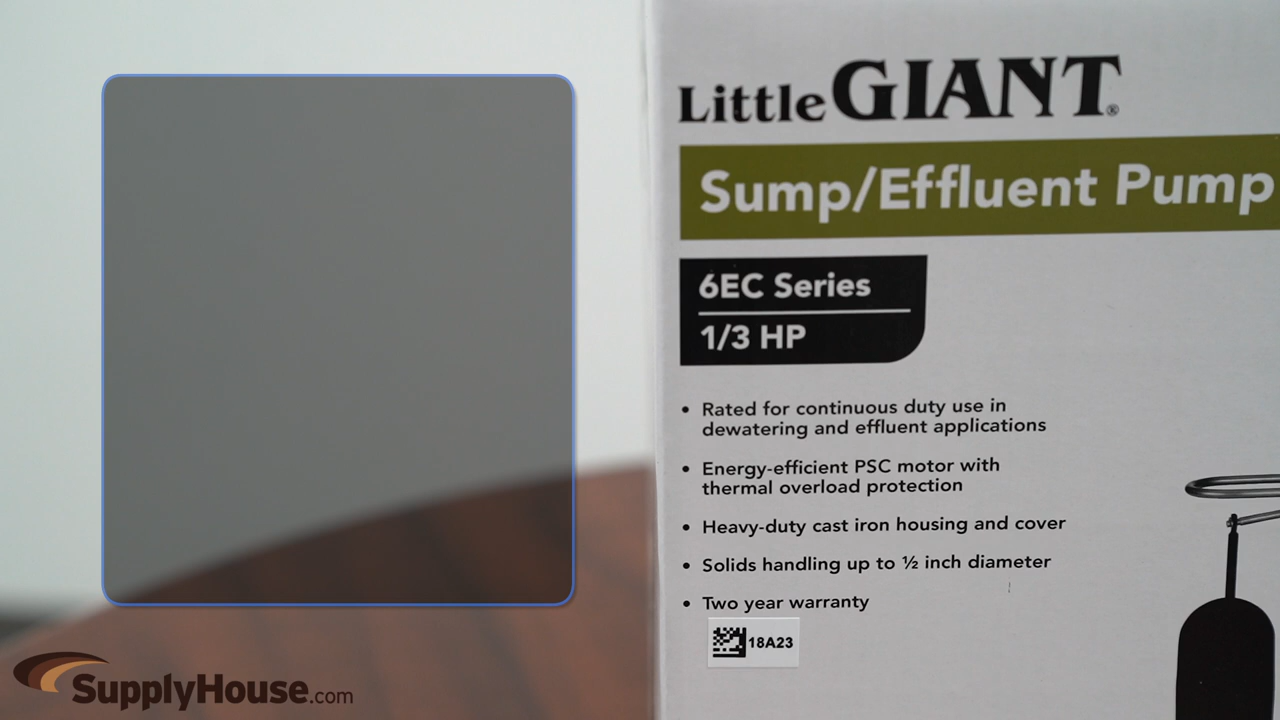 Little GIANT®
Sump/Effluent Pump
6EC Series
1/3 HP
• Rated for continuous duty use in
dewatering and effluent applications
• Energy-efficient PSC motor with
thermal overload protection
• Heavy-duty cast iron housing and cover
• Solids handling up to ½ inch diameter
• Two year warranty
18A23
SupplyHouse.com